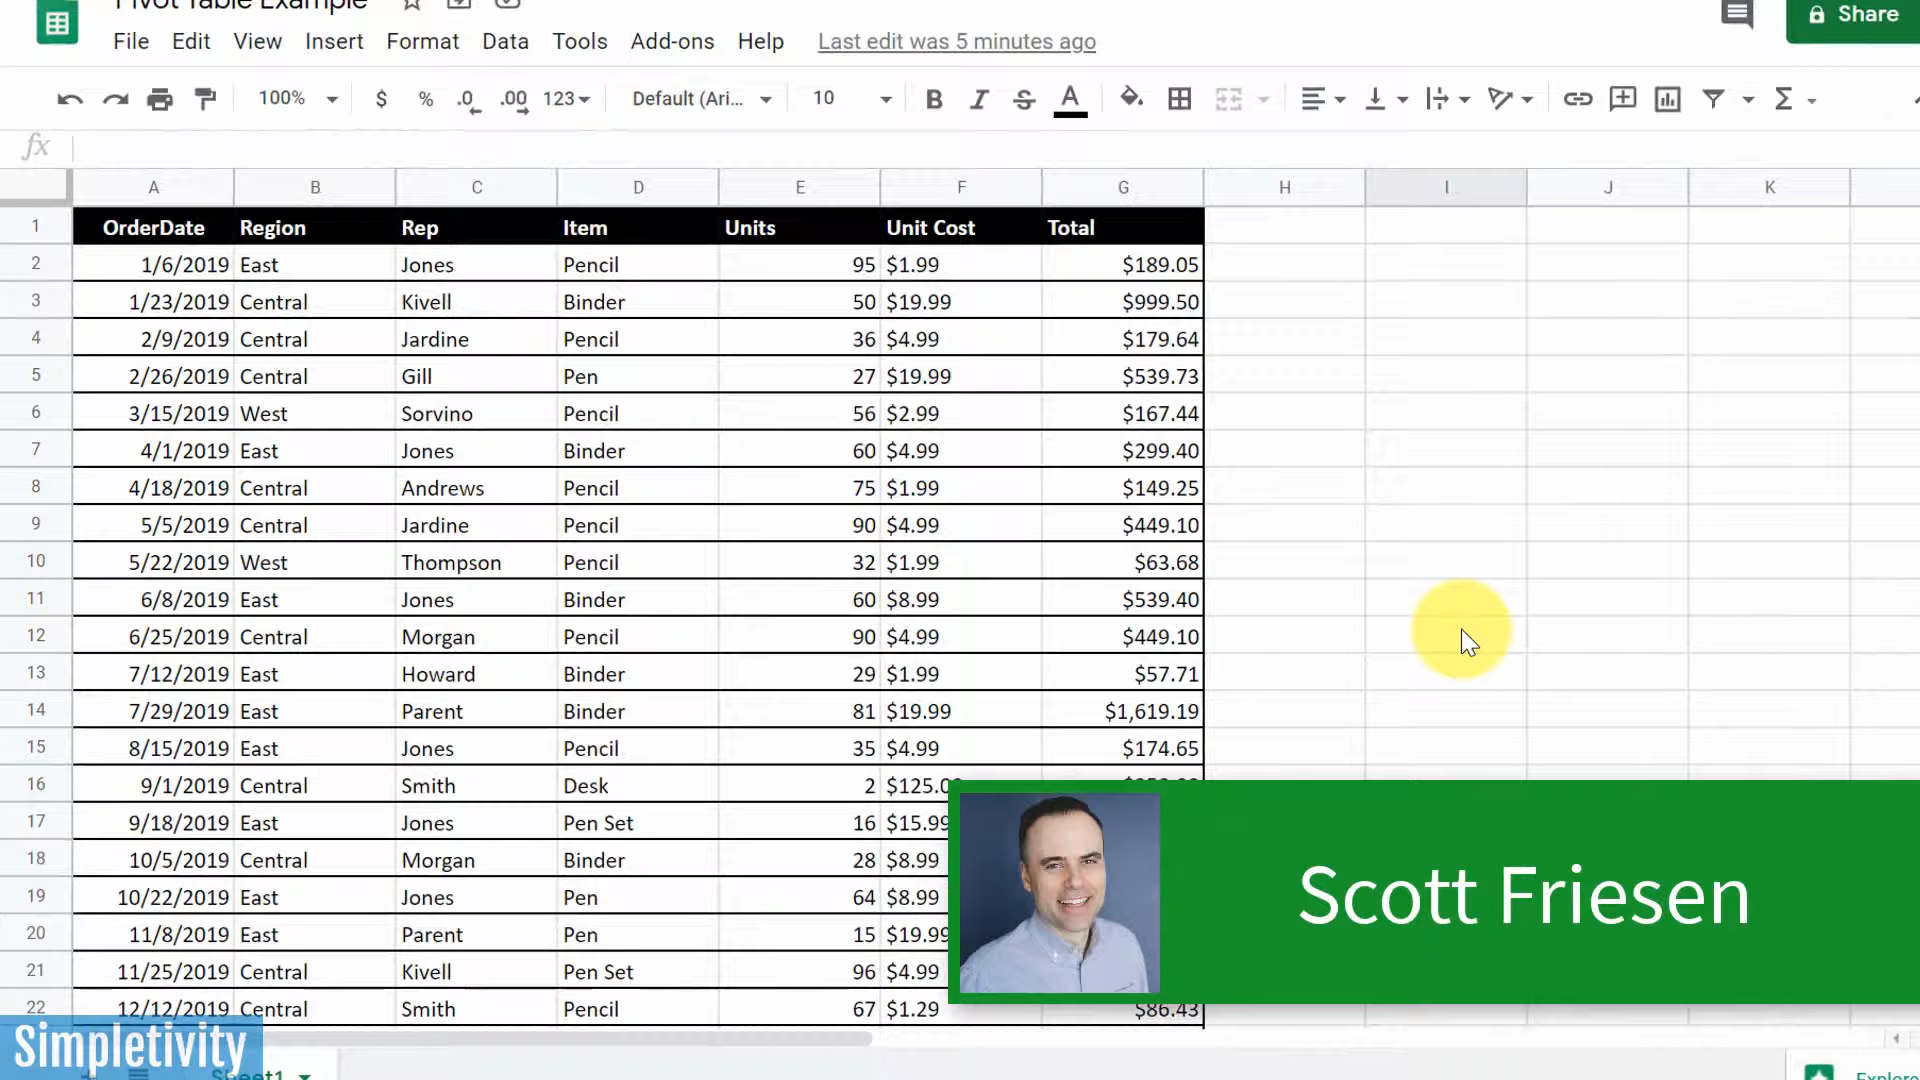 Pivot Table Example
File Edit View Insert Format Data Tools Add-ons Help Last edit was 5 minutes ago
Share
100% $ % .0 .00 123 Default (Ari... 10 B I S A
fx
A B C D E F G H I J K
1 OrderDate Region Rep Item Units Unit Cost Total
2 1/6/2019 East Jones Pencil 95 $1.99 $189.05
3 1/23/2019 Central Kivell Binder 50 $19.99 $999.50
4 2/9/2019 Central Jardine Pencil 36 $4.99 $179.64
5 2/26/2019 Central Gill Pen 27 $19.99 $539.73
6 3/15/2019 West Sorvino Pencil 56 $2.99 $167.44
7 4/1/2019 East Jones Binder 60 $4.99 $299.40
8 4/18/2019 Central Andrews Pencil 75 $1.99 $149.25
9 5/5/2019 Central Jardine Pencil 90 $4.99 $449.10
10 5/22/2019 West Thompson Pencil 32 $1.99 $63.68
11 6/8/2019 East Jones Binder 60 $8.99 $539.40
12 6/25/2019 Central Morgan Pencil 90 $4.99 $449.10
13 7/12/2019 East Howard Binder 29 $1.99 $57.71
14 7/29/2019 East Parent Binder 81 $19.99 $1,619.19
15 8/15/2019 East Jones Pencil 35 $4.99 $174.65
16 9/1/2019 Central Smith Desk 2 $125.0
17 9/18/2019 East Jones Pen Set 16 $15.99
18 10/5/2019 Central Morgan Binder 28 $8.99
19 10/22/2019 East Jones Pen 64 $8.99
20 11/8/2019 East Parent Pen 15 $19.99
21 11/25/2019 Central Kivell Pen Set 96 $4.99
22 12/12/2019 Central Smith Pencil 67 $1.29 $86.43
Scott Friesen
Simpletivity
Sheet1
Explore